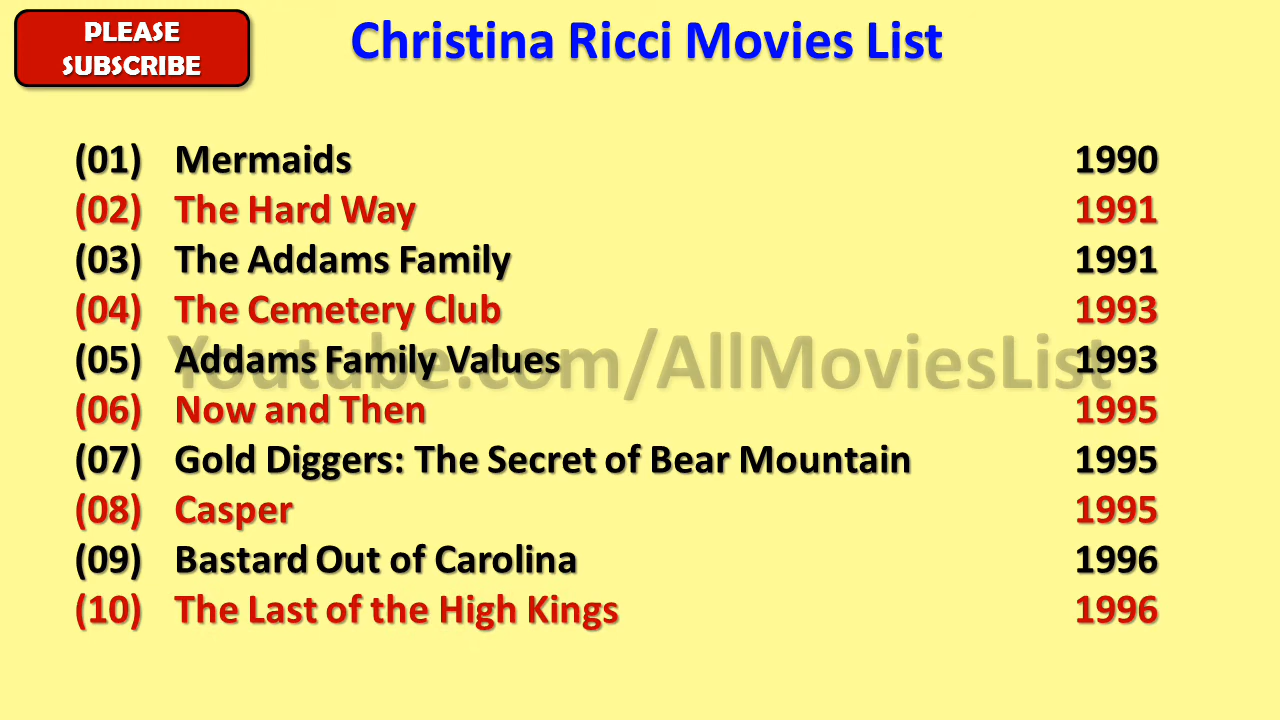 PLEASE
SUBSCRIBE
Christina Ricci Movies List
(01) Mermaids 1990
(02) The Hard Way 1991
(03) The Addams Family 1991
(04) The Cemetery Club 1993
Youtube.com/AllMoviesList
(05) Addams Family Values 1993
(06) Now and Then 1995
(07) Gold Diggers: The Secret of Bear Mountain 1995
(08) Casper 1995
(09) Bastard Out of Carolina 1996
(10) The Last of the High Kings 1996